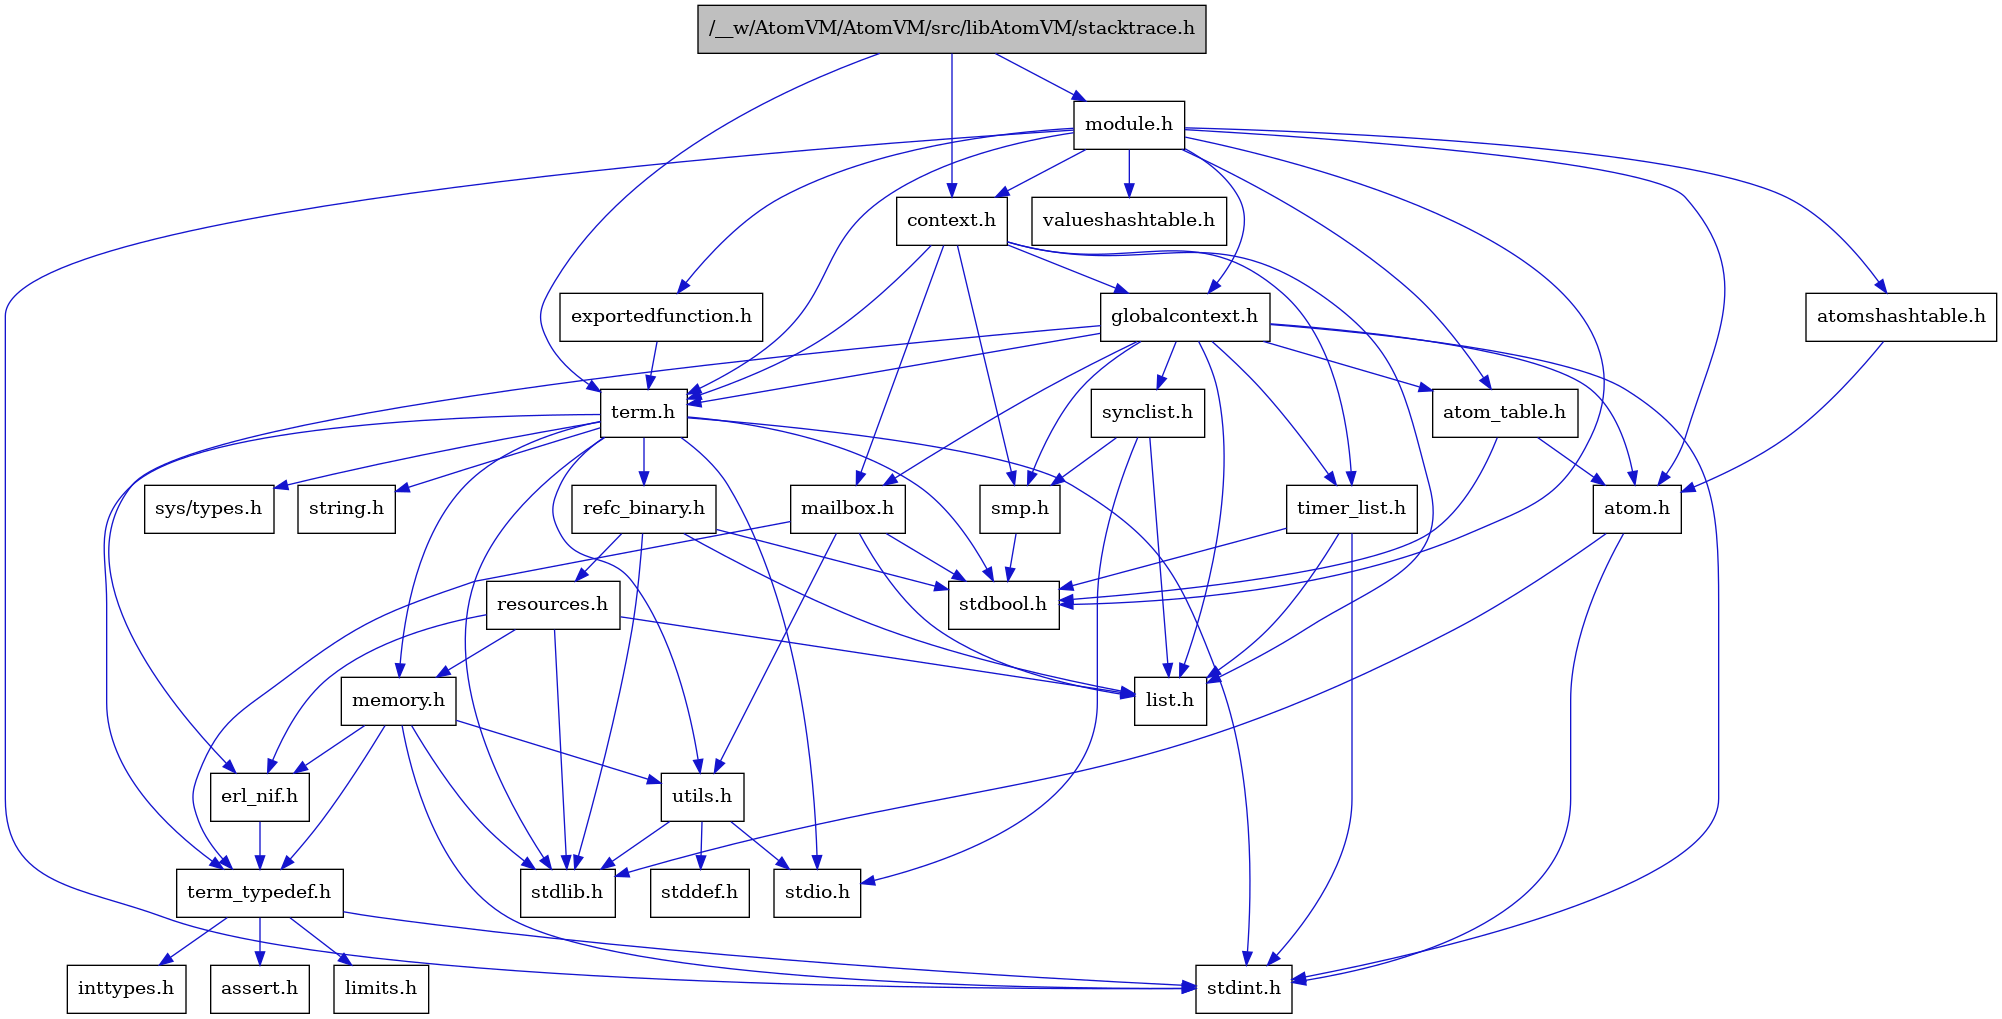 /__w/AtomVM/AtomVM/src/libAtomVM/stacktrace.h
module.h
context.h
valueshashtable.h
exportedfunction.h
globalcontext.h
atomshashtable.h
term.h
synclist.h
atom_table.h
sys/types.h
string.h
refc_binary.h
mailbox.h
smp.h
timer_list.h
atom.h
resources.h
stdbool.h
memory.h
list.h
erl_nif.h
utils.h
term_typedef.h
stdlib.h
stddef.h
stdio.h
inttypes.h
assert.h
limits.h
stdint.h